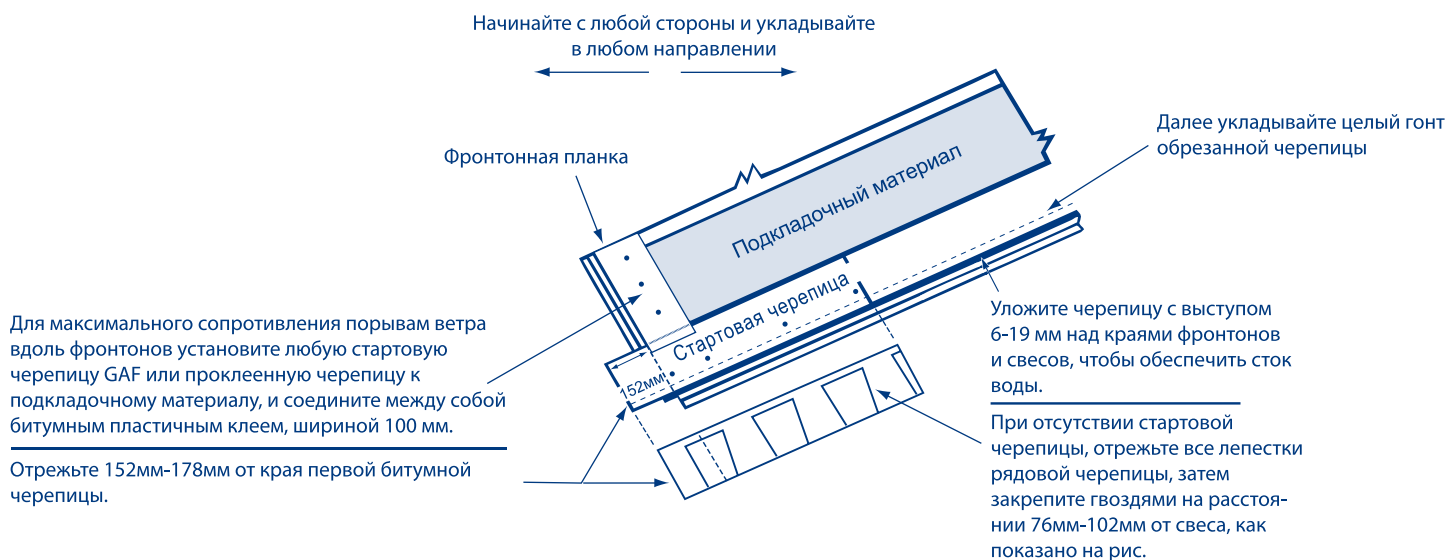 Начинайте с любой стороны и укладывайте
в любом направлении
Далее укладывайте целый гонт
обрезанной черепицы
Фронтонная планка
Подкладочный материал
Стартовая черепица
152мм
Для максимального сопротивления порывам ветра
вдоль фронтонов установите любую стартовую
черепицу GAF или проклеенную черепицу к
подкладочному материалу, и соедините между собой
битумным пластичным клеем, шириной 100 мм.
Отрежьте 152мм-178мм от края первой битумной
черепицы.
Уложите черепицу с выступом
6-19 мм над краями фронтонов
и свесов, чтобы обеспечить сток
воды.
При отсутствии стартовой
черепицы, отрежьте все лепестки
рядовой черепицы, затем
закрепите гвоздями на расстоя-
нии 76мм-102мм от свеса, как
показано на рис.